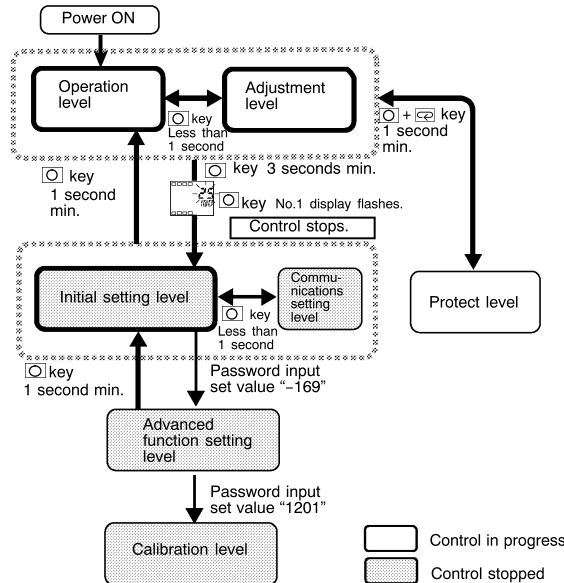 Power ON
Operation
level
Adjustment
level
key
Less than
1 second
+ key
1 second
min.
key 3 seconds min.
key
1 second
min.
25
key No.1 display flashes.
Control stops.
Initial setting level
Commu-
nications
setting
level
key
Less than
1 second
Protect level
key
1 second min.
Password input
set value “–169”
Advanced
function setting
level
Password input
set value “1201”
Calibration level
Control in progress
Control stopped